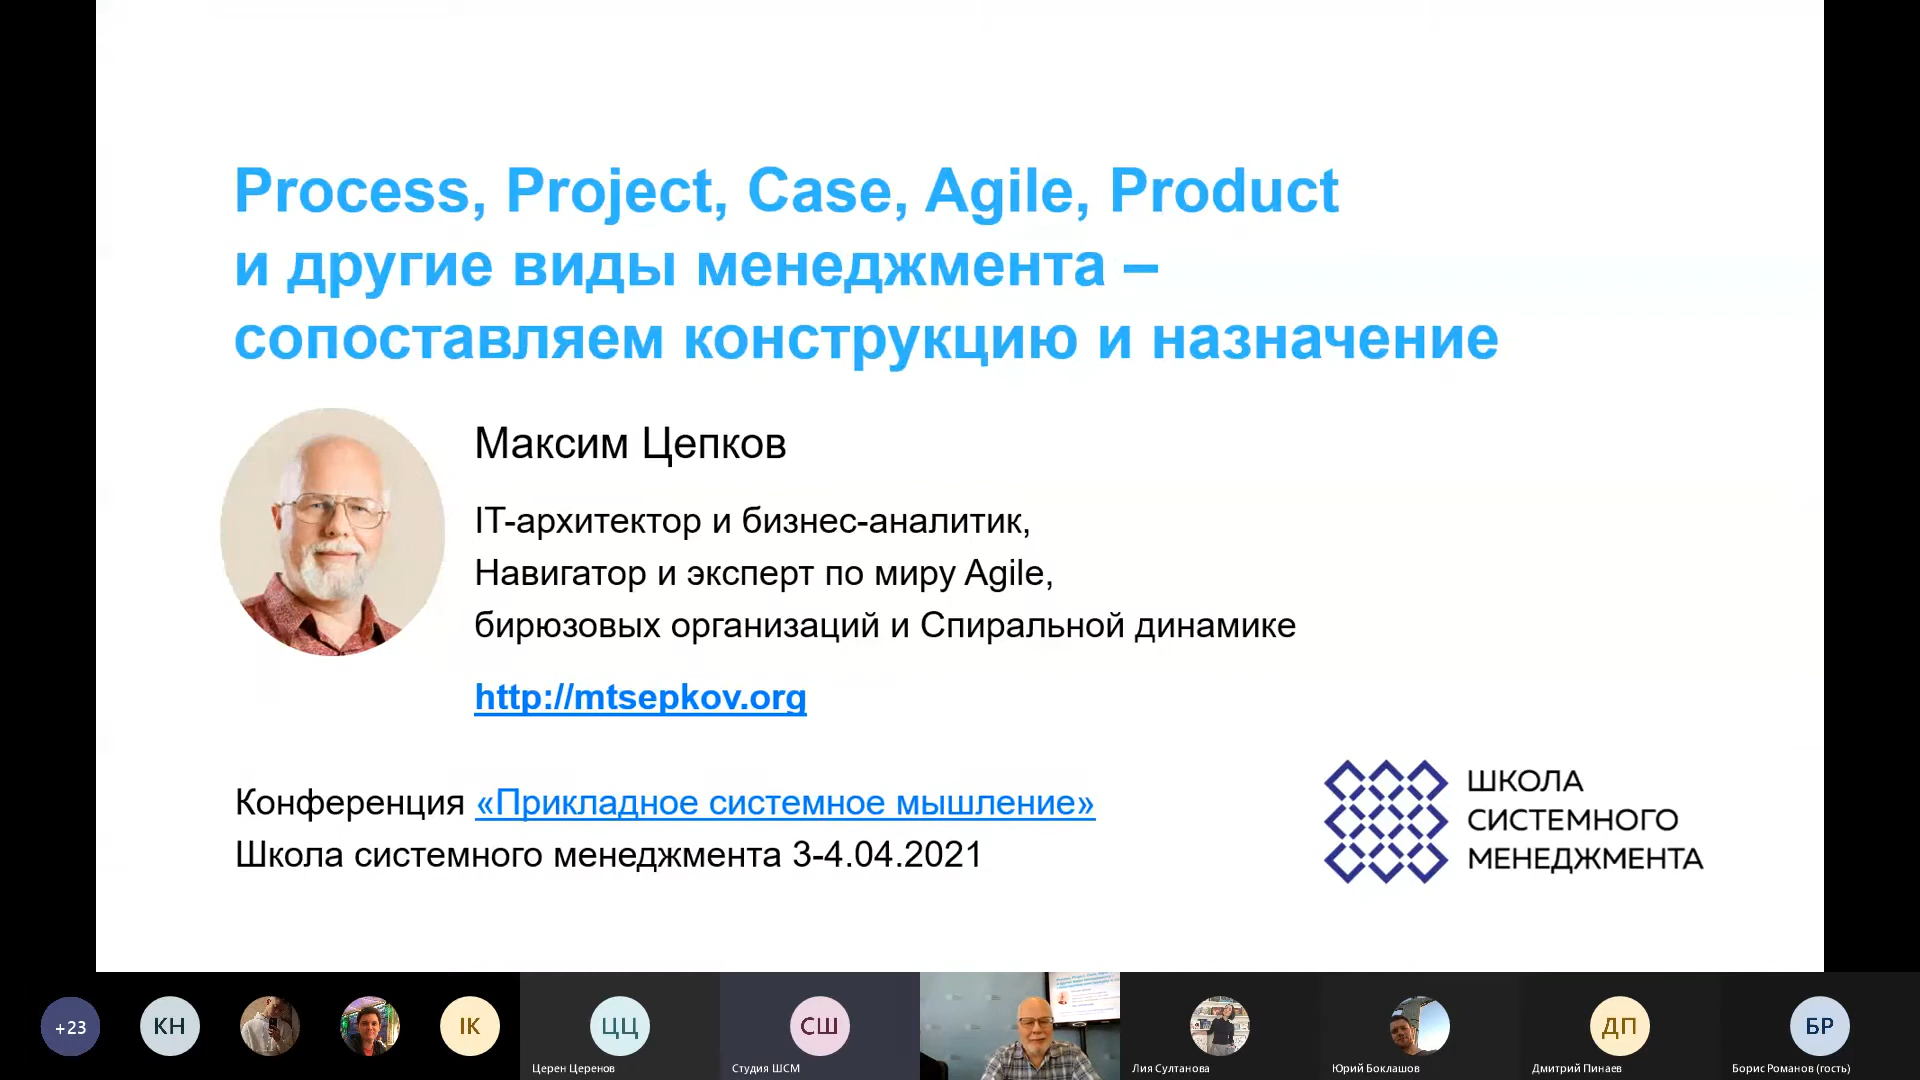 Process, Project, Case, Agile, Product
и другие виды менеджмента –
сопоставляем конструкцию и назначение
Максим Цепков
IT-архитектор и бизнес-аналитик,
Навигатор и эксперт по миру Agile,
бирюзовых организаций и Спиральной динамике
http://mtsepkov.org
Конференция «Прикладное системное мышление»
Школа системного менеджмента 3-4.04.2021
ШКОЛА
СИСТЕМНОГО
МЕНЕДЖМЕНТА
+23
КН
ІК
ЦЦ
СШ
ДП
БР
Церен Церенов
Студия ШСМ
Лия Султанова
Юрий Боклашов
Дмитрий Пинаев
Борис Романов (гость)